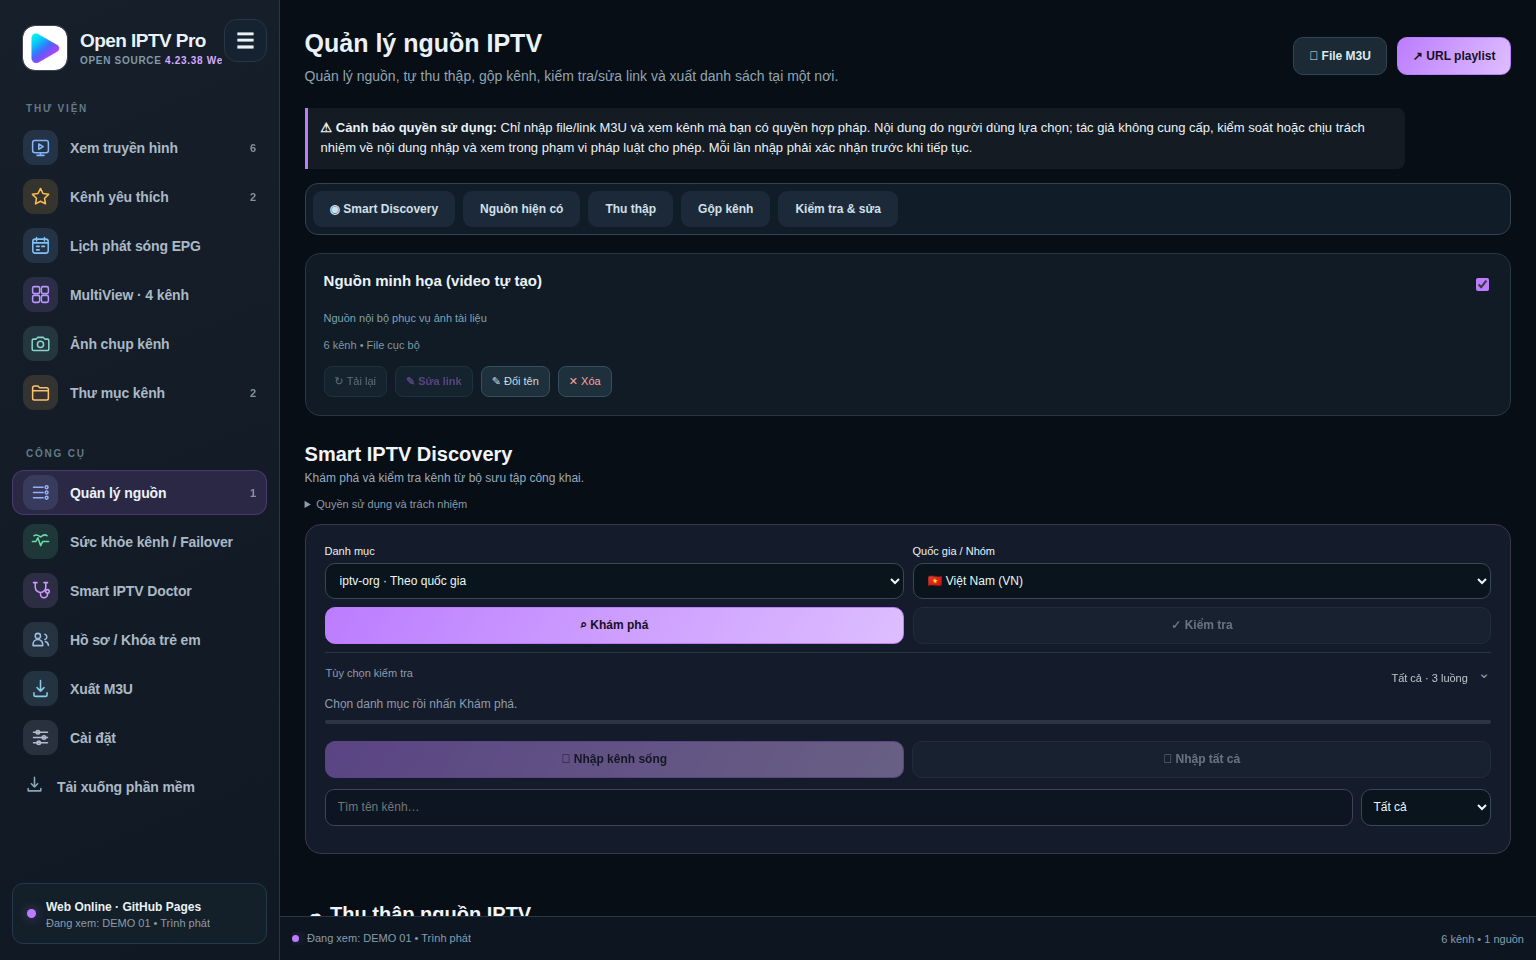 Open IPTV Pro
OPEN SOURCE 4.23.38 We
THƯ VIỆN
Xem truyền hình 6
Kênh yêu thích 2
Lịch phát sóng EPG
MultiView · 4 kênh
Ảnh chụp kênh
Thư mục kênh 2
CÔNG CỤ
Quản lý nguồn 1
Sức khỏe kênh / Failover
Smart IPTV Doctor
Hồ sơ / Khóa trẻ em
Xuất M3U
Cài đặt
Tải xuống phần mềm
Web Online · GitHub Pages
Đang xem: DEMO 01 • Trình phát
Quản lý nguồn IPTV
Quản lý nguồn, tự thu thập, gộp kênh, kiểm tra/sửa link và xuất danh sách tại một nơi.
File M3U
↗ URL playlist
⚠ Cảnh báo quyền sử dụng: Chỉ nhập file/link M3U và xem kênh mà bạn có quyền hợp pháp. Nội dung do người dùng lựa chọn; tác giả không cung cấp, kiểm soát hoặc chịu trách
nhiệm về nội dung nhập và xem trong phạm vi pháp luật cho phép. Mỗi lần nhập phải xác nhận trước khi tiếp tục.
◉ Smart Discovery Nguồn hiện có Thu thập Gộp kênh Kiểm tra & sửa
Nguồn minh họa (video tự tạo)
Nguồn nội bộ phục vụ ảnh tài liệu
6 kênh • File cục bộ
↻ Tải lại ✎ Sửa link ✎ Đổi tên ✕ Xóa
Smart IPTV Discovery
Khám phá và kiểm tra kênh từ bộ sưu tập công khai.
▶ Quyền sử dụng và trách nhiệm
Danh mục Quốc gia / Nhóm
iptv-org · Theo quốc gia 🇻🇳 Việt Nam (VN)
⌕ Khám phá ✓ Kiểm tra
Tùy chọn kiểm tra Tất cả · 3 luồng
Chọn danh mục rồi nhấn Khám phá.
Nhập kênh sống Nhập tất cả
Tìm tên kênh… Tất cả
Thu thập nguồn IPTV
Đang xem: DEMO 01 • Trình phát 6 kênh • 1 nguồn